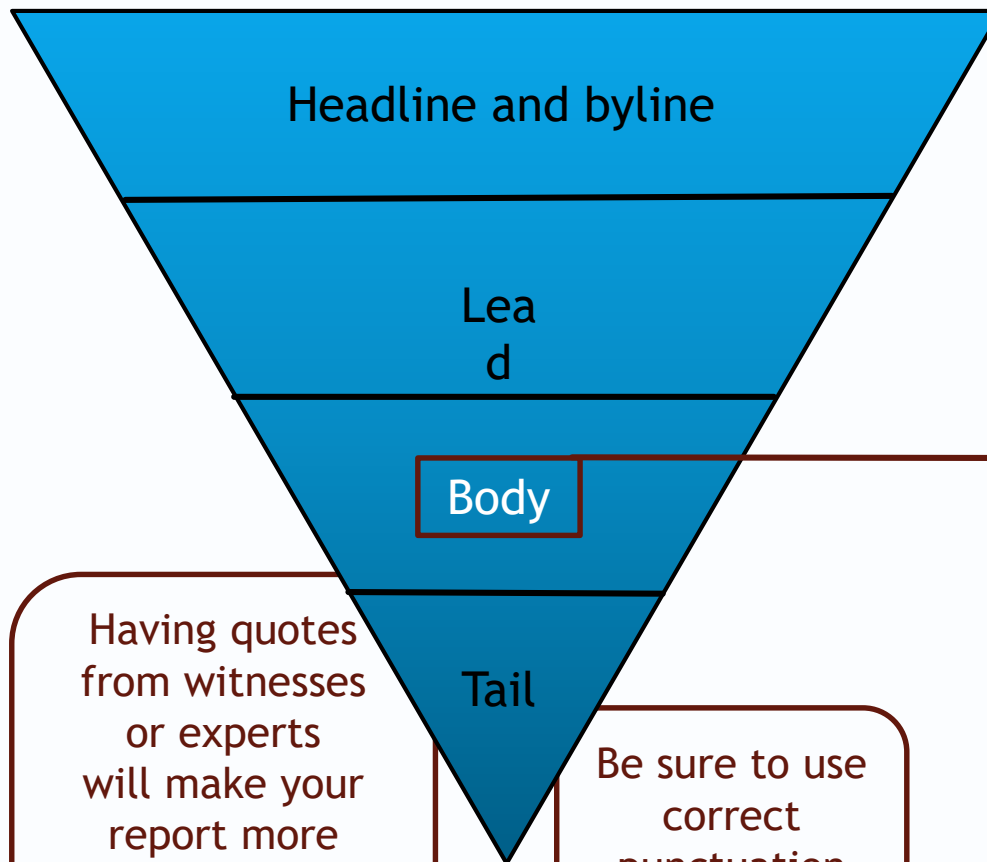 Headline and byline
Lea
d
Body
Tail
Having quotes
from witnesses
or experts
will make your
report more
Be sure to use
correct
punctuation